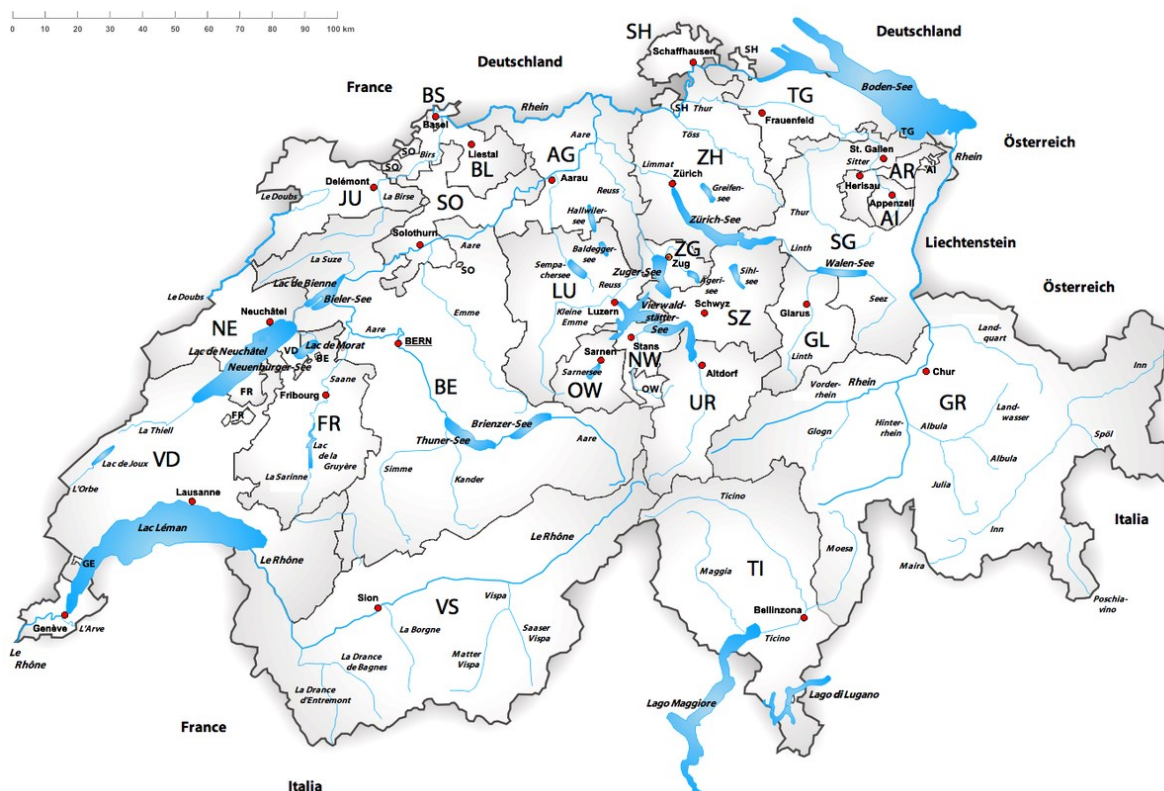 0 10 20 30 40 50 60 70 80 90 100 km
SH
Schaffhausen
SH
Deutschland
Deutschland
France
BS
Basel
Rhein
SH
Thur
TG
Boden-See
Frauenfeld
TG
Österreich
SO
SO
Birs
Liestal
BL
AG
Aare
Töss
ZH
Limmat
Zürich
Greifen-
see
St. Gallen
Sitter
AR
AI
Rhein
Herisau
Appenzell
AI
Delémont
JU
Le Doubs
La Birse
SO
Aarau
Reuss
Hallwiler-
see
Zürich-See
Thur
SG
Liechtenstein
Solothurn
Aare
SO
La Suze
Baldegger-
see
Sempa-
chersee
ZG
Zug
Zuger-See
Ägeri-
see
Sihl-
see
Linth
Walen-See
Österreich
Le Doubs
Lac de Bienne
Bieler-See
LU
Reuss
Luzern
Kleine
Emme
Vierwald-
stätter-
See
Schwyz
SZ
Glarus
Seez
Emme
Neuchâtel
NE
Aare
BERN
Lac de Neuchâtel
Neuenburger-See
VD
Lac de Morat
BE
Saane
Stans
NW
Sarnen
Sarnersee
OW
OW
Altdorf
UR
GL
Linth
Land-
quart
Chur
Inn
BE
FR
FR
Fribourg
FR
Vorder-
rhein
Rhein
GR
Glogn
Hinter-
rhein
Albula
Land-
wasser
Spöl
La Thiell
VD
Lac de Joux
L'Orbe
Lac
de la
Gruyère
La Sarinne
Thuner-See
Brienzer-See
Aare
Simme
Kander
Albula
Julia
Lausanne
Lac Léman
Ticino
Inn
Italia
Le Rhône
Le Rhône
Moesa
Maira
GE
Maggia
TI
Poschia-
vino
Genève
L'Arve
Le
Rhône
Sion
VS
Vispa
La Borgne
Saaser
Vispa
Bellinzona
Ticino
La Drance
de Bagnes
Matter
Vispa
La Drance
d'Entremont
Lago Maggiore
Lago di Lugano
France
Italia